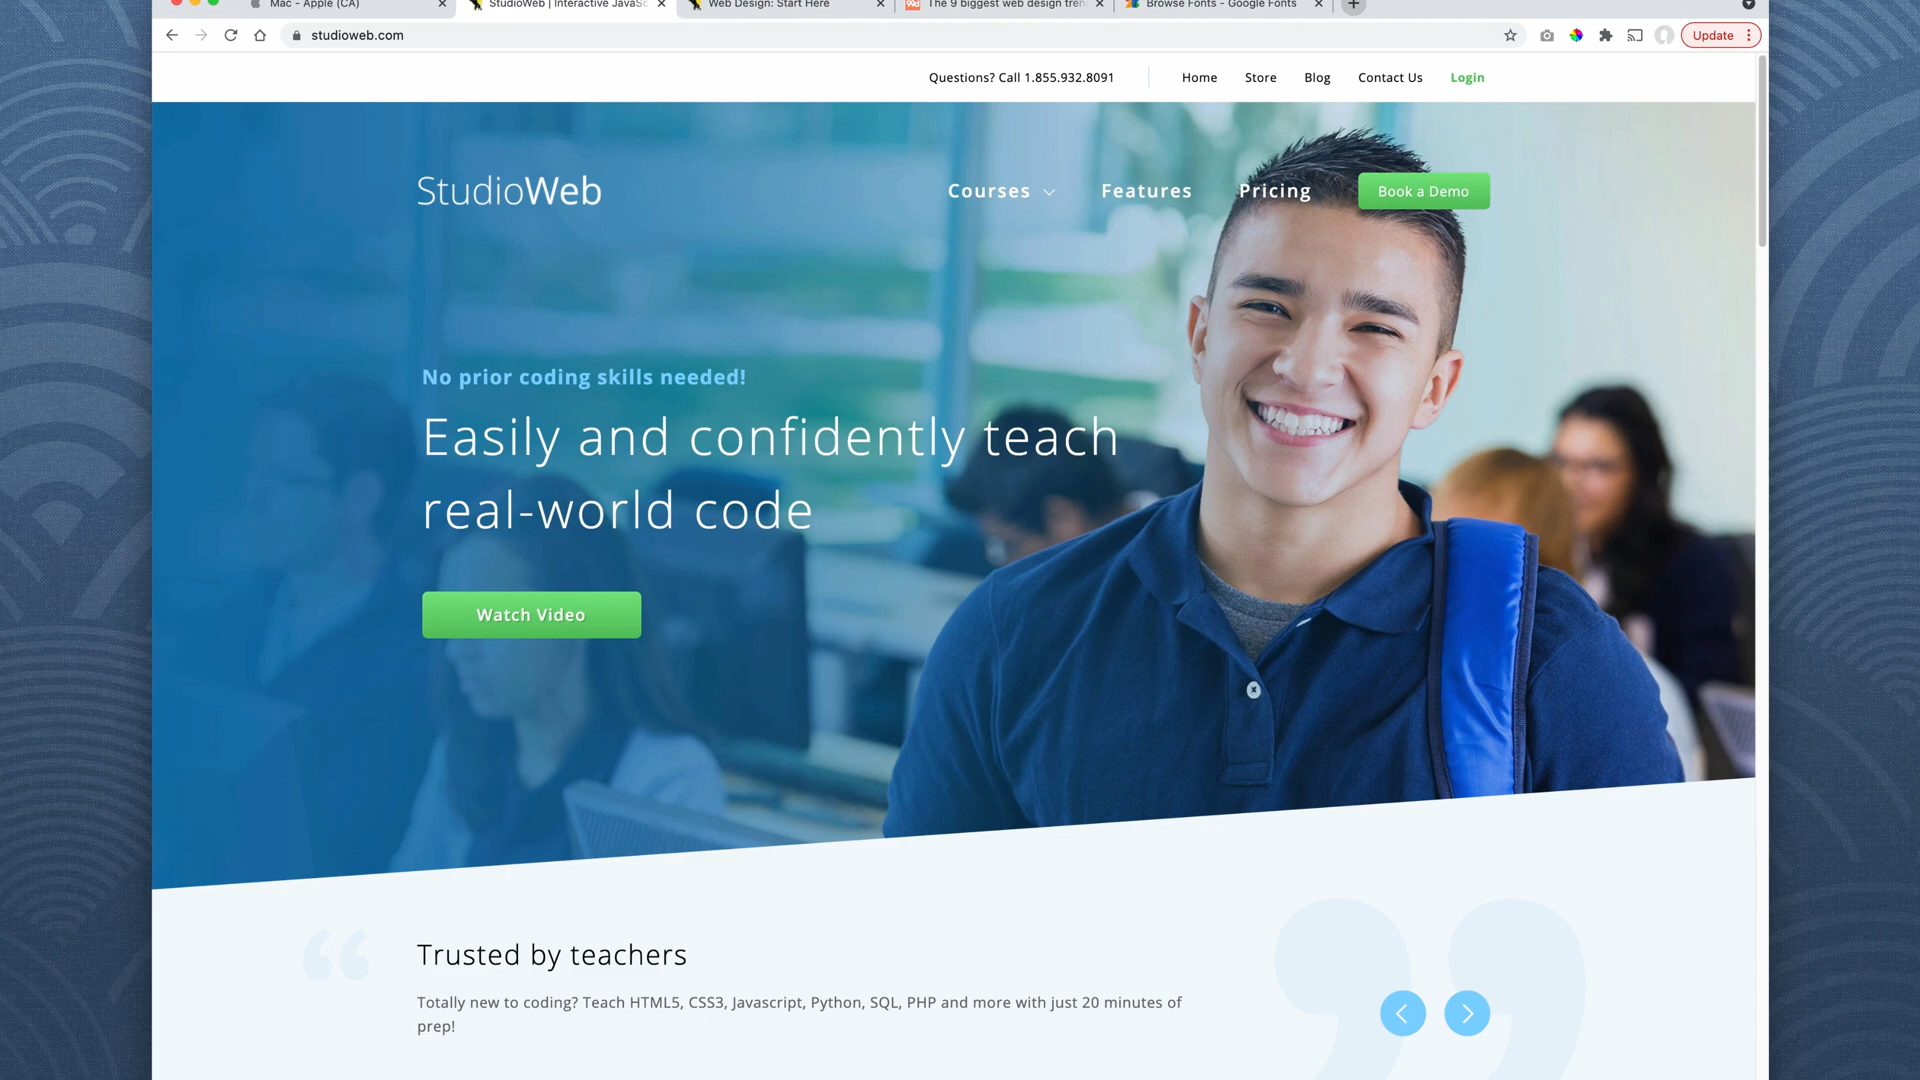 Mac - Apple (CA)
StudioWeb | Interactive JavaSc
Web Design: Start Here
The 9 biggest web design tren
Browse Fonts - Google Fonts
studioweb.com
Update
Questions? Call 1.855.932.8091
Home
Store
Blog
Contact Us
Login
StudioWeb
Courses
Features
Pricing
Book a Demo
No prior coding skills needed!
Easily and confidently teach
real-world code
Watch Video
Trusted by teachers
Totally new to coding? Teach HTML5, CSS3, Javascript, Python, SQL, PHP and more with just 20 minutes of
prep!